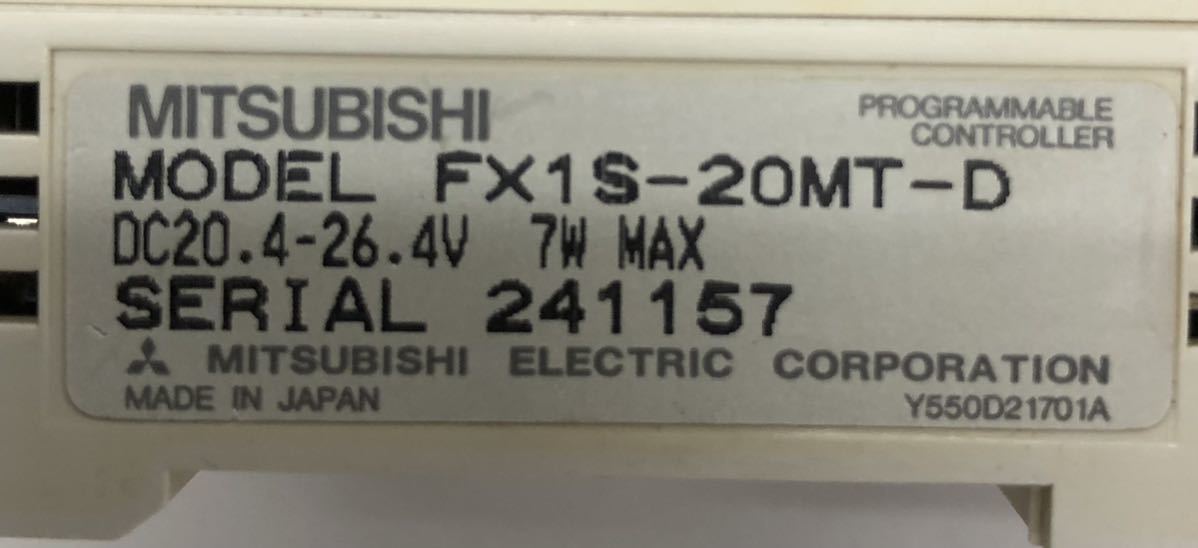 MITSUBISHI
PROGRAMMABLE
CONTROLLER
MODEL FX1S-20MT-D
DC20.4-26.4V 7W MAX
SERIAL 241157
MITSUBISHI ELECTRIC CORPORATION
MADE IN JAPAN
Y550D21701A